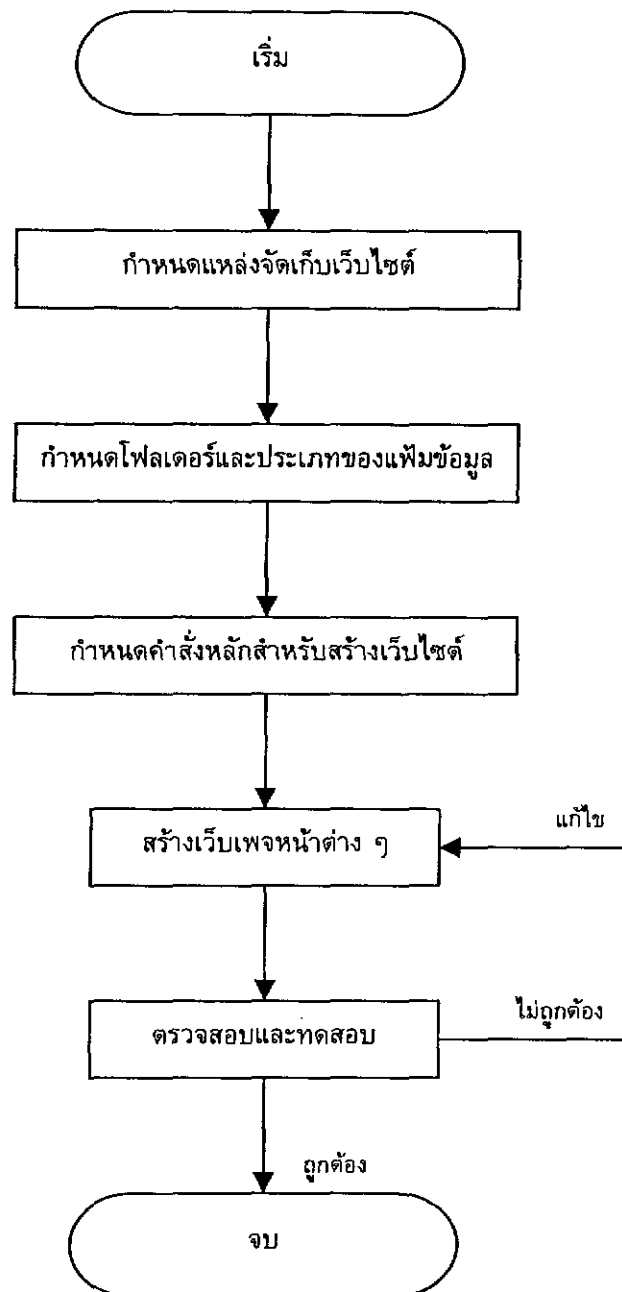 เริ่ม
กำหนดแหล่งจัดเก็บเว็บไซต์
กำหนดโฟลเดอร์และประเภทของแฟ้มข้อมูล
กำหนดคำสั่งหลักสำหรับสร้างเว็บไซต์
แก้ไข
สร้างเว็บเพจหน้าต่าง ๆ
ไม่ถูกต้อง
ตรวจสอบและทดสอบ
ถูกต้อง
จบ